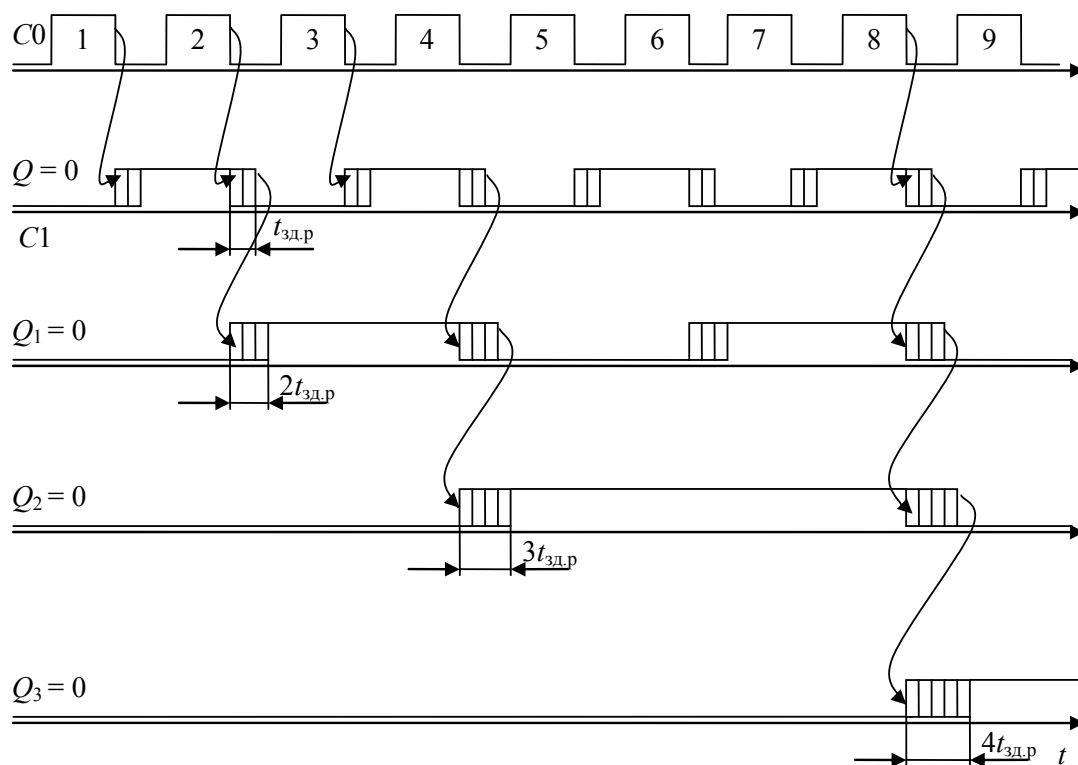 C0 1 2 3 4 5 6 7 8 9
Q = 0
C1
tзд.р
Q₁ = 0
2tзд.р
Q₂ = 0
3tзд.р
Q₃ = 0
4tзд.р
t